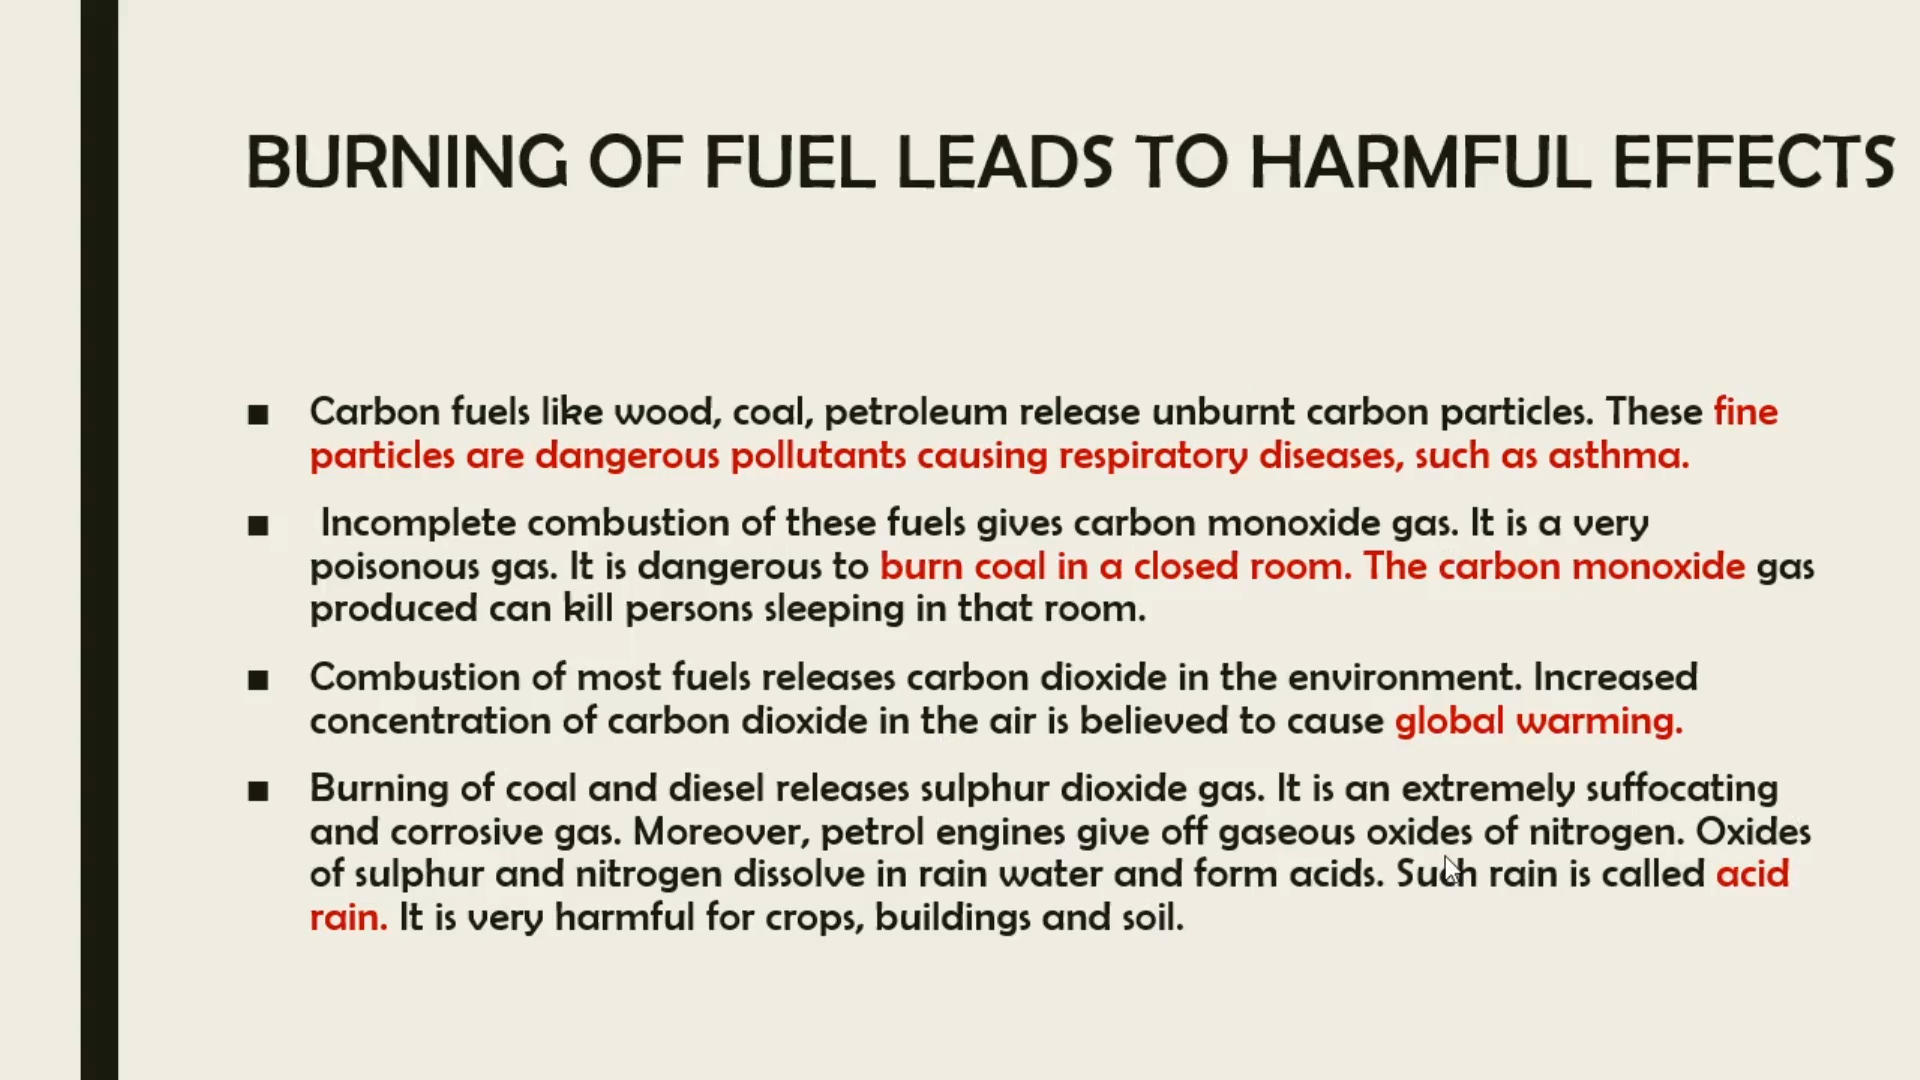 BURNING OF FUEL LEADS TO HARMFUL EFFECTS
■ Carbon fuels like wood, coal, petroleum release unburnt carbon particles. These fine
particles are dangerous pollutants causing respiratory diseases, such as asthma.
■ Incomplete combustion of these fuels gives carbon monoxide gas. It is a very
poisonous gas. It is dangerous to burn coal in a closed room. The carbon monoxide gas
produced can kill persons sleeping in that room.
■ Combustion of most fuels releases carbon dioxide in the environment. Increased
concentration of carbon dioxide in the air is believed to cause global warming.
■ Burning of coal and diesel releases sulphur dioxide gas. It is an extremely suffocating
and corrosive gas. Moreover, petrol engines give off gaseous oxides of nitrogen. Oxides
of sulphur and nitrogen dissolve in rain water and form acids. Such rain is called acid
rain. It is very harmful for crops, buildings and soil.